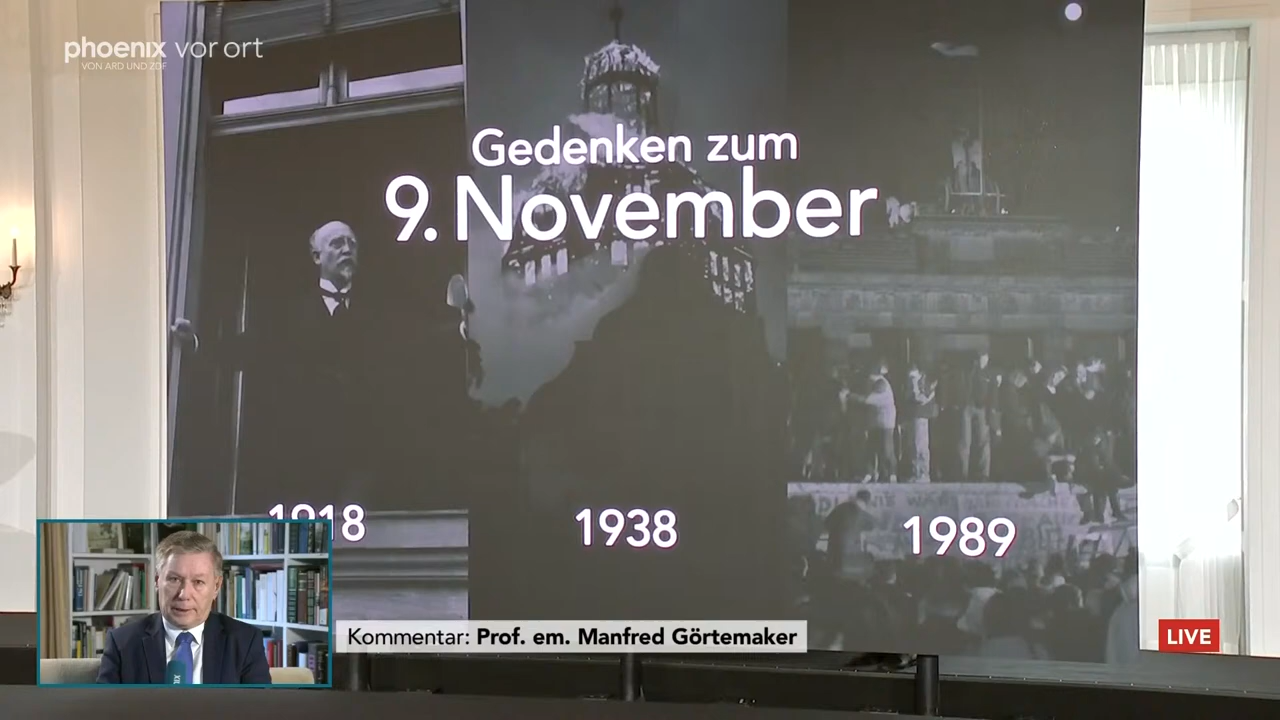 phoenix vor ort
VON ARD UND ZDF
Gedenken zum
9. November
1918
1938
1989
Kommentar: Prof. em. Manfred Görtemaker
LIVE